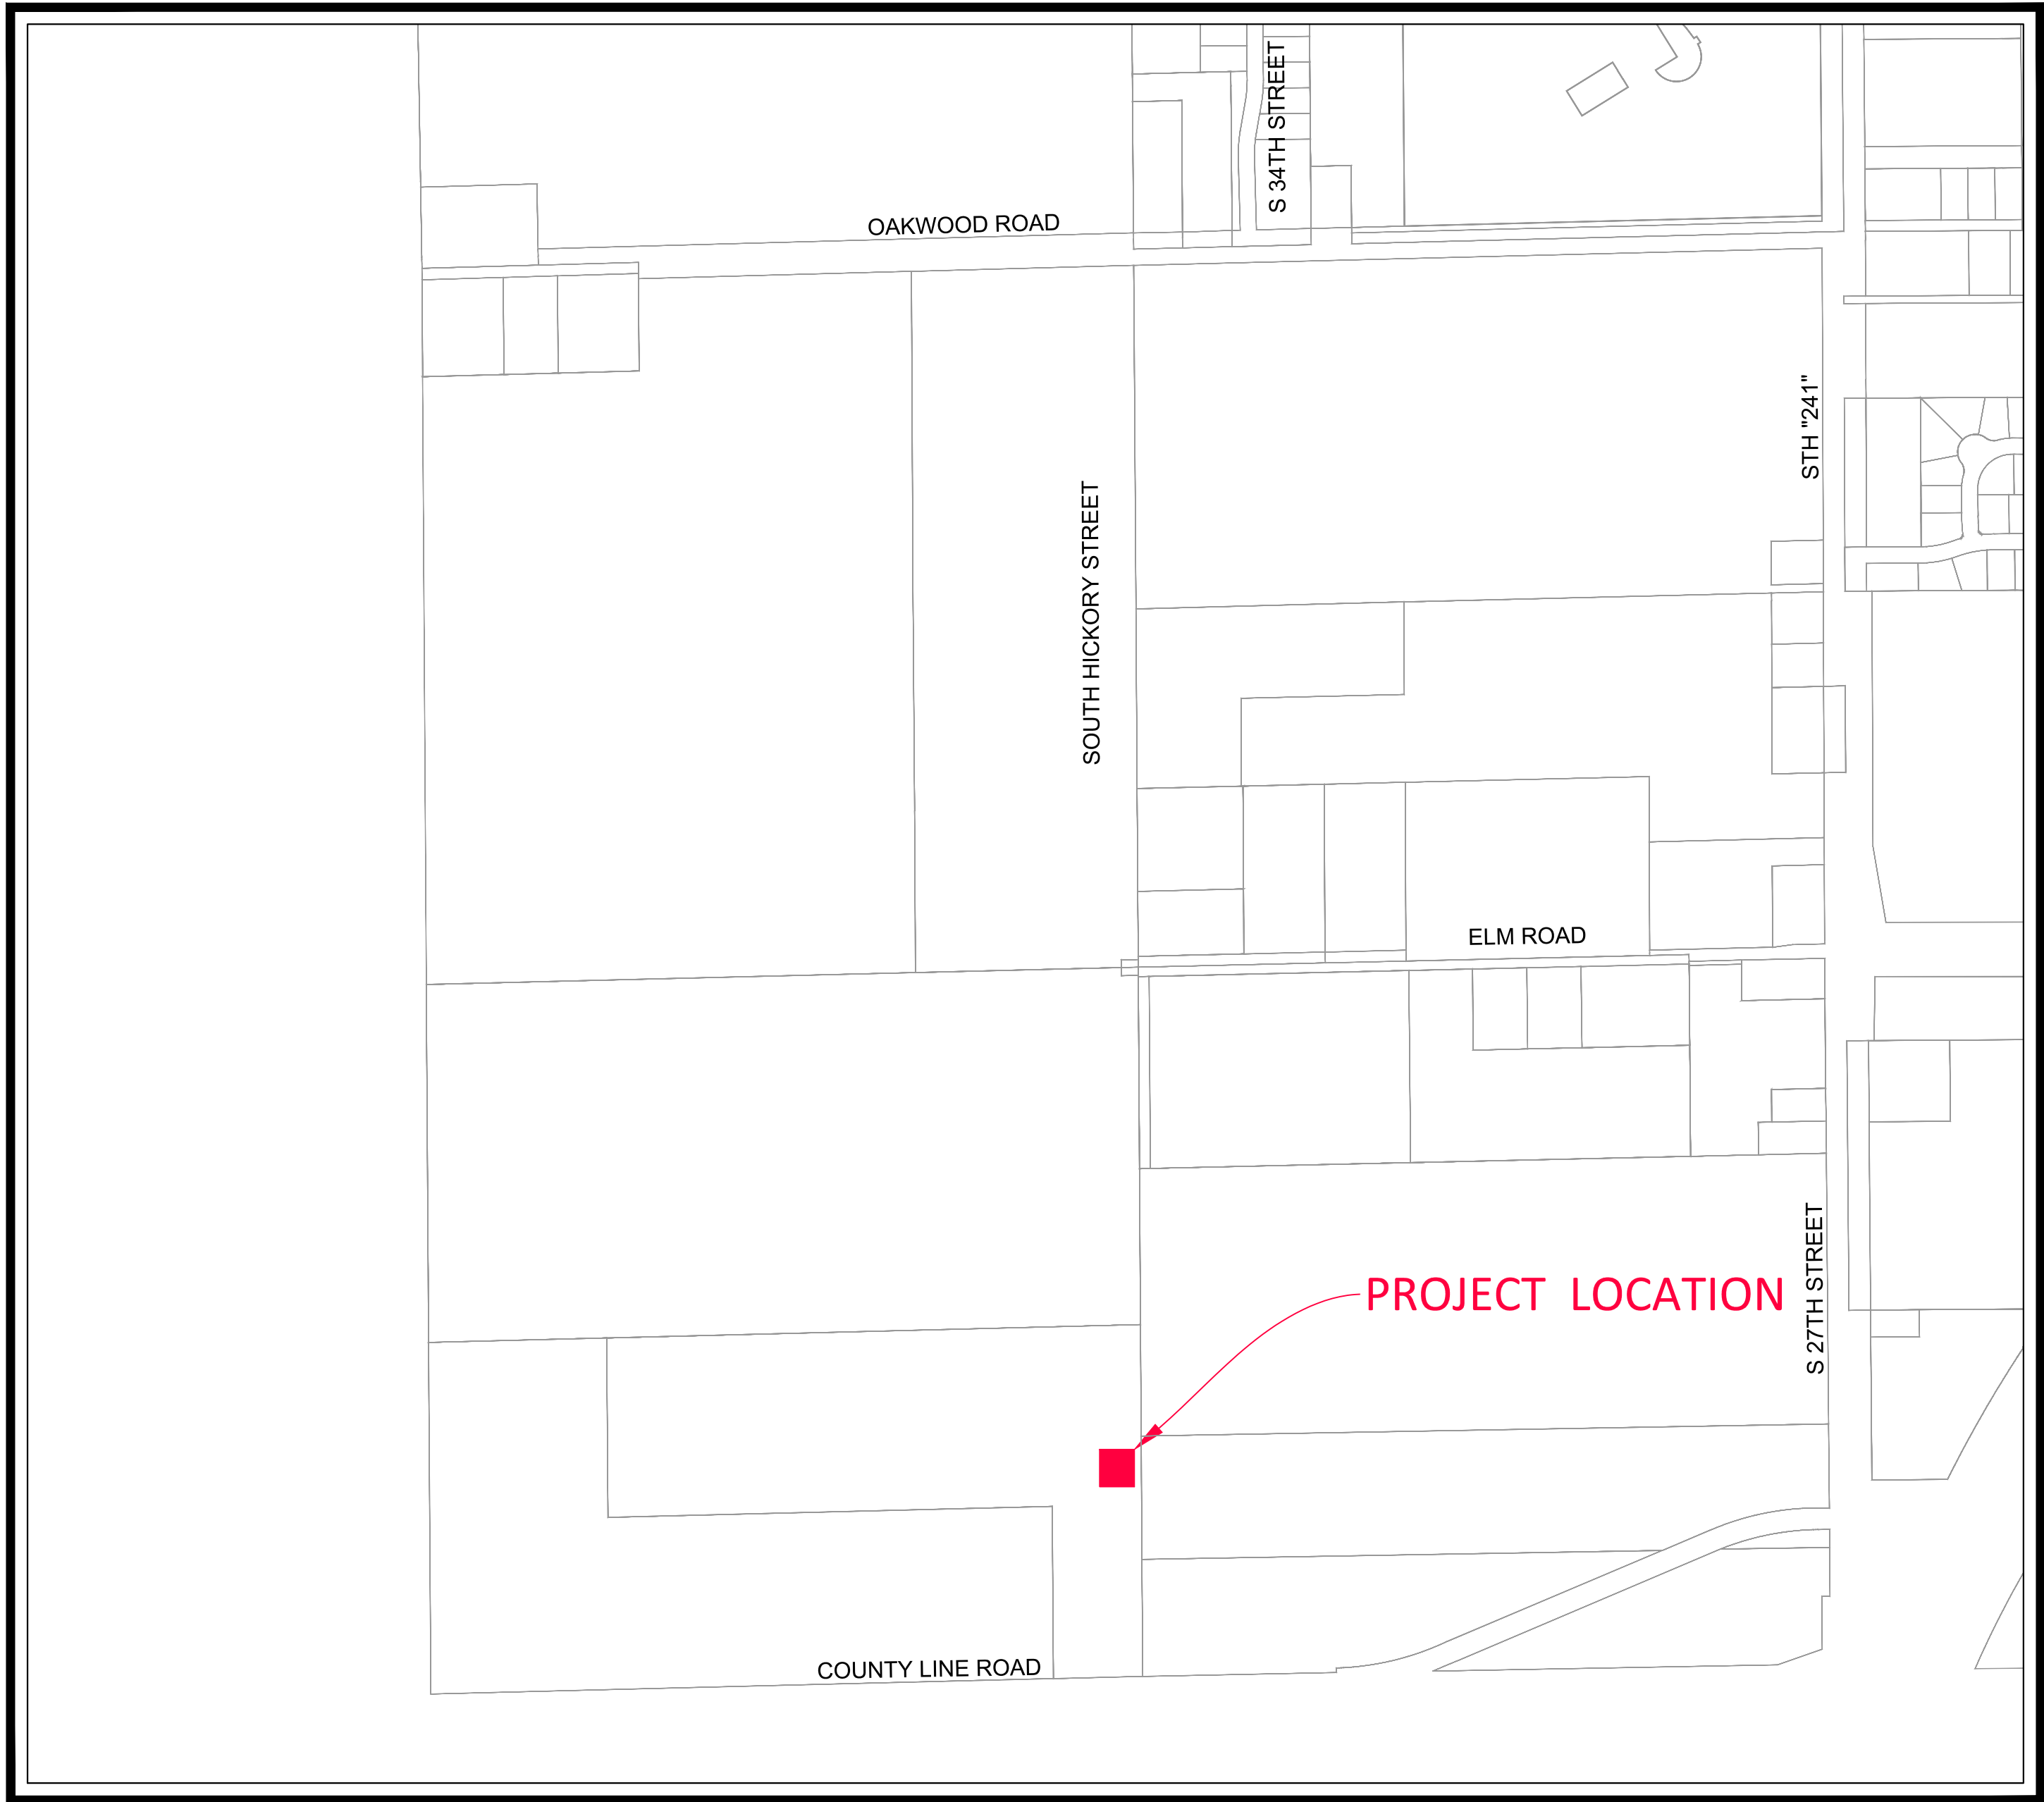 S 34TH STREET
OAKWOOD ROAD
STH "241"
SOUTH HICKORY STREET
ELM ROAD
S 27TH STREET
PROJECT LOCATION
COUNTY LINE ROAD